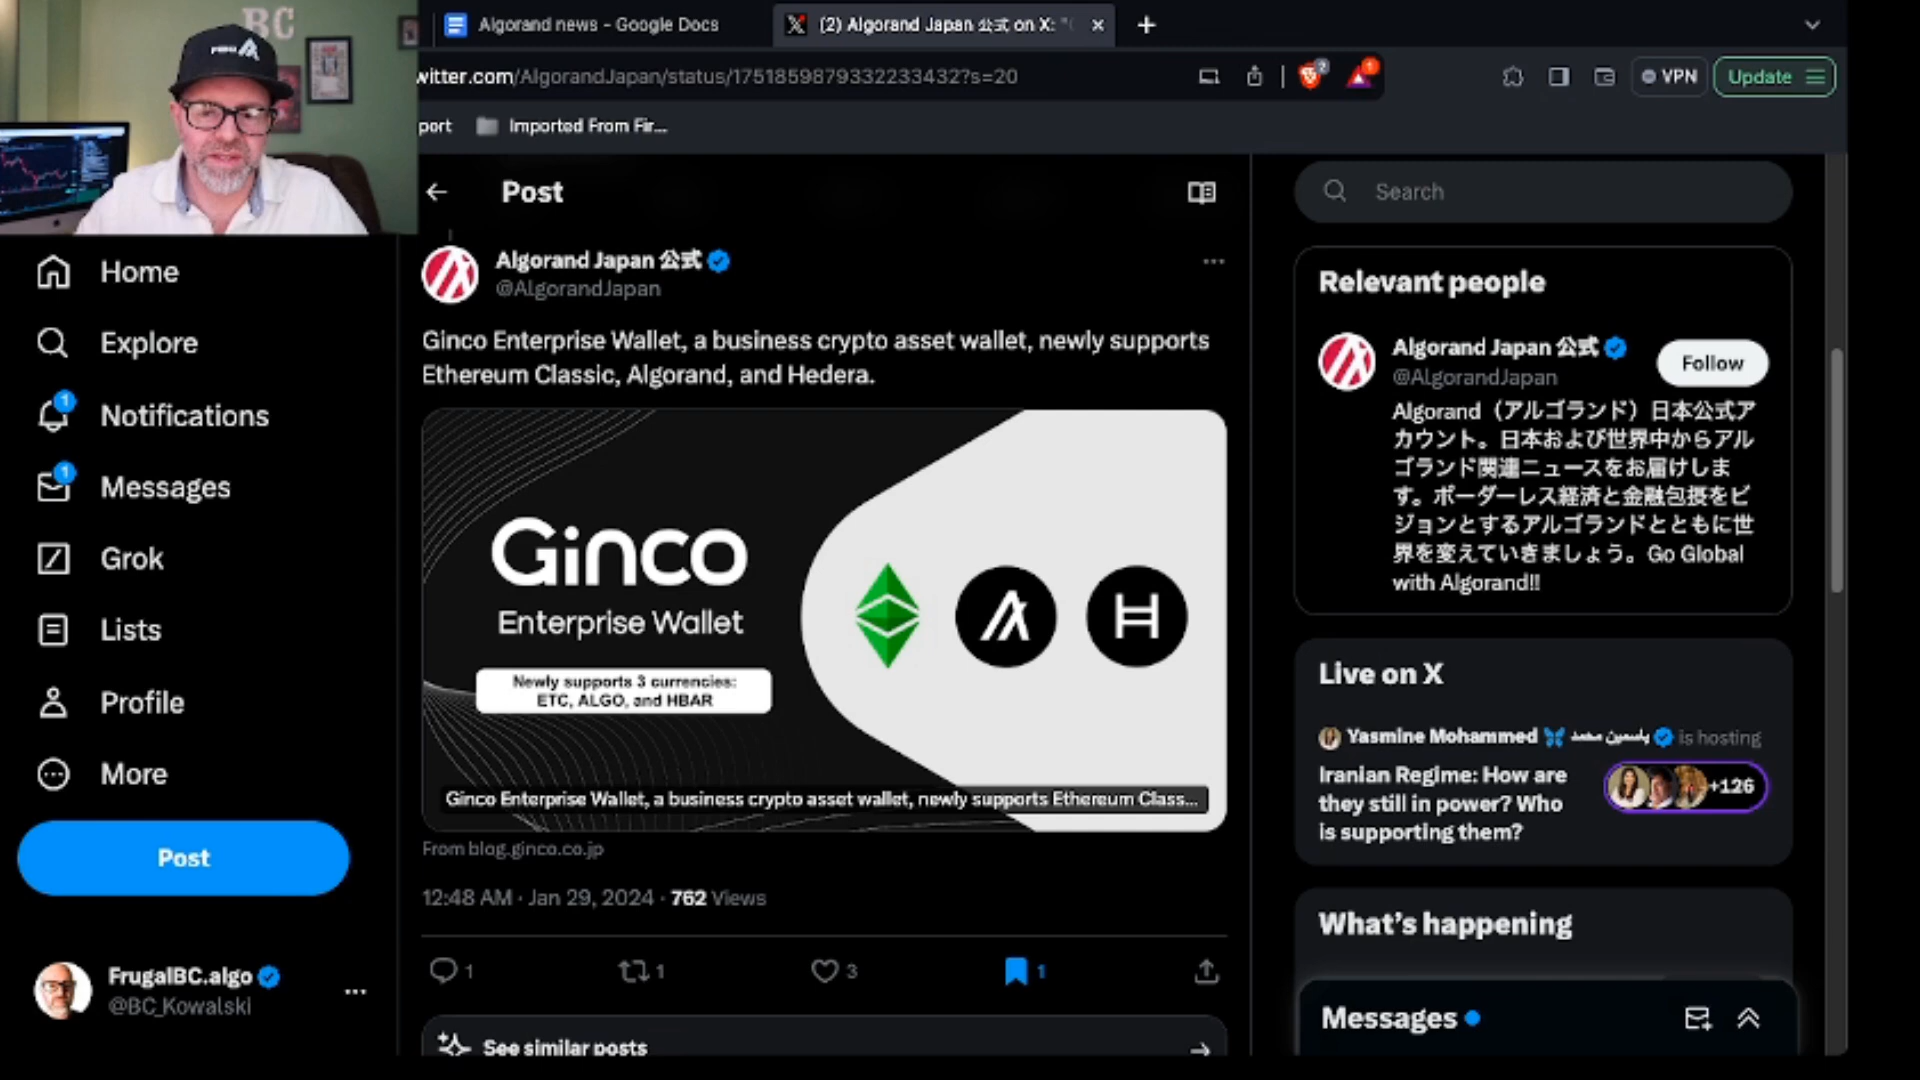 BC
Algorand news - Google Docs
(2) Algorand Japan 公式 on X: "
witter.com/AlgorandJapan/status/1751859879332233432?s=20
2
1
VPN
Update
port
Imported From Fir...
Post
Search
Algorand Japan 公式
@AlgorandJapan
Ginco Enterprise Wallet, a business crypto asset wallet, newly supports
Ethereum Classic, Algorand, and Hedera.
Ginco
Enterprise Wallet
Newly supports 3 currencies:
ETC, ALGO, and HBAR
Ginco Enterprise Wallet, a business crypto asset wallet, newly supports Ethereum Class...
From blog.ginco.co.jp
12:48 AM · Jan 29, 2024 · 762 Views
1
1
3
1
See similar posts
Home
Explore
1
Notifications
1
Messages
Grok
Lists
Profile
More
Post
FrugalBC.algo
@BC_Kowalski
Relevant people
Algorand Japan 公式
@AlgorandJapan
Follow
Algorand（アルゴランド）日本公式ア
カウント。日本および世界中からアル
ゴランド関連ニュースをお届けしま
す。ボーダーレス経済と金融包摂をビ
ジョンとするアルゴランドとともに世
界を変えていきましょう。Go Global
with Algorand!!
Live on X
Yasmine Mohammed ياسمين محمد is hosting
Iranian Regime: How are
they still in power? Who
is supporting them?
+126
What's happening
Messages